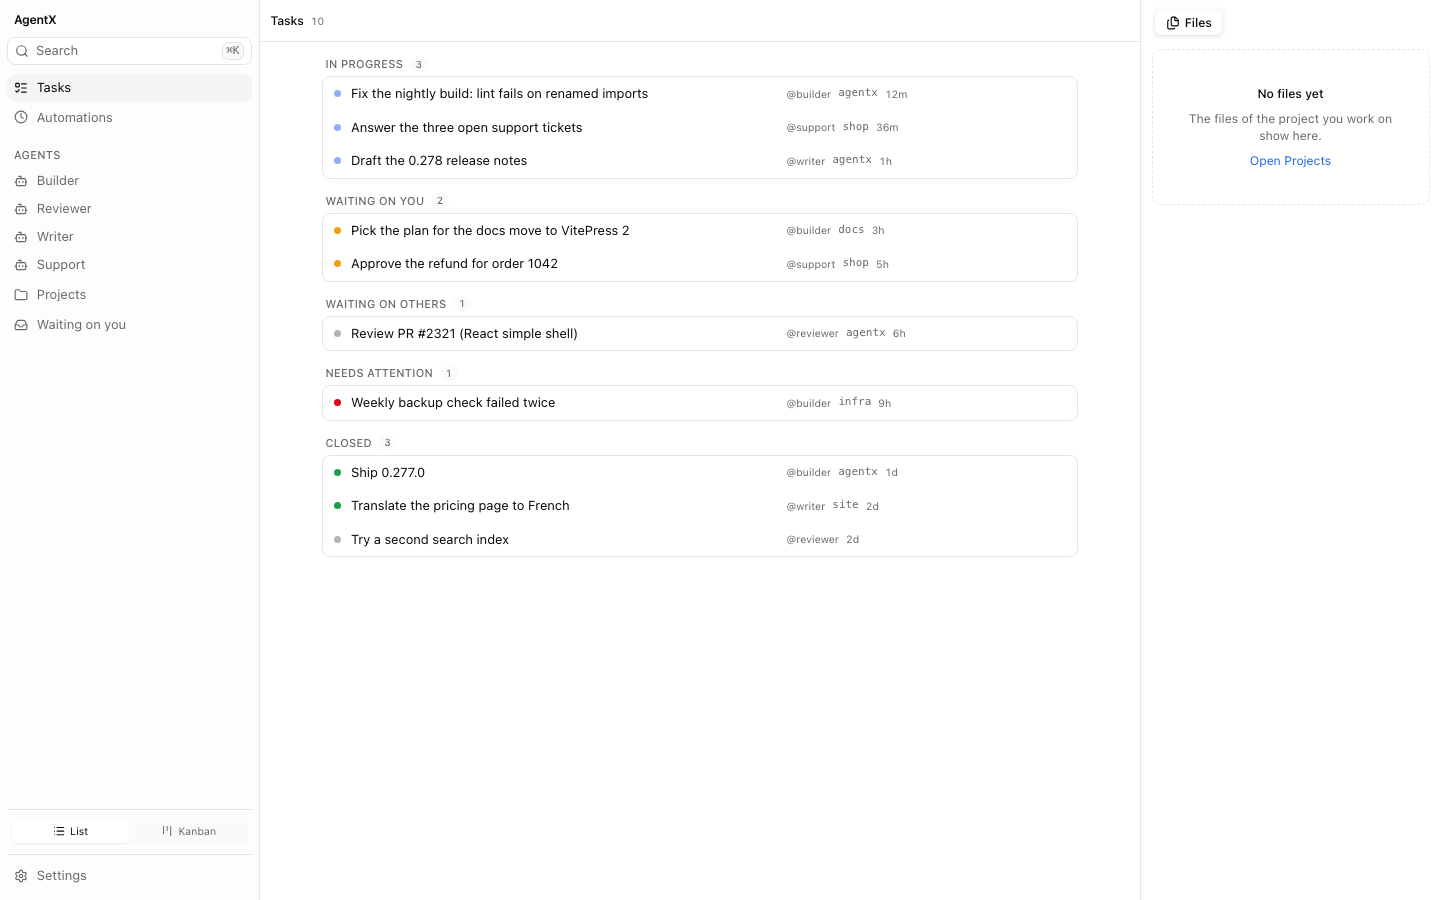 AgentX
Search
⌘K
Tasks
Automations
AGENTS
Builder
Reviewer
Writer
Support
Projects
Waiting on you
List
Kanban
Settings
Tasks 10
IN PROGRESS 3
Fix the nightly build: lint fails on renamed imports @builder agentx 12m
Answer the three open support tickets @support shop 36m
Draft the 0.278 release notes @writer agentx 1h
WAITING ON YOU 2
Pick the plan for the docs move to VitePress 2 @builder docs 3h
Approve the refund for order 1042 @support shop 5h
WAITING ON OTHERS 1
Review PR #2321 (React simple shell) @reviewer agentx 6h
NEEDS ATTENTION 1
Weekly backup check failed twice @builder infra 9h
CLOSED 3
Ship 0.277.0 @builder agentx 1d
Translate the pricing page to French @writer site 2d
Try a second search index @reviewer 2d
Files
No files yet
The files of the project you work on
show here.
Open Projects